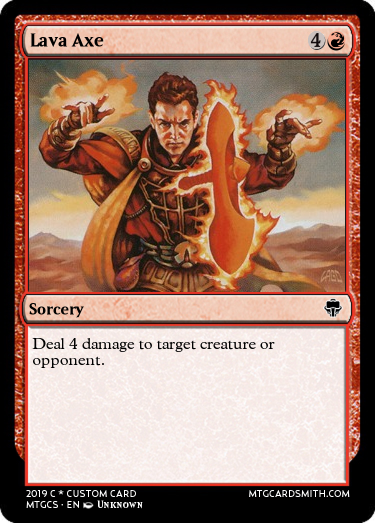 Lava Axe 4
Sorcery
Deal 4 damage to target creature or
opponent.
2019 C * CUSTOM CARD
MTGCS · EN UNKNOWN
MTGCARDSMITH.COM